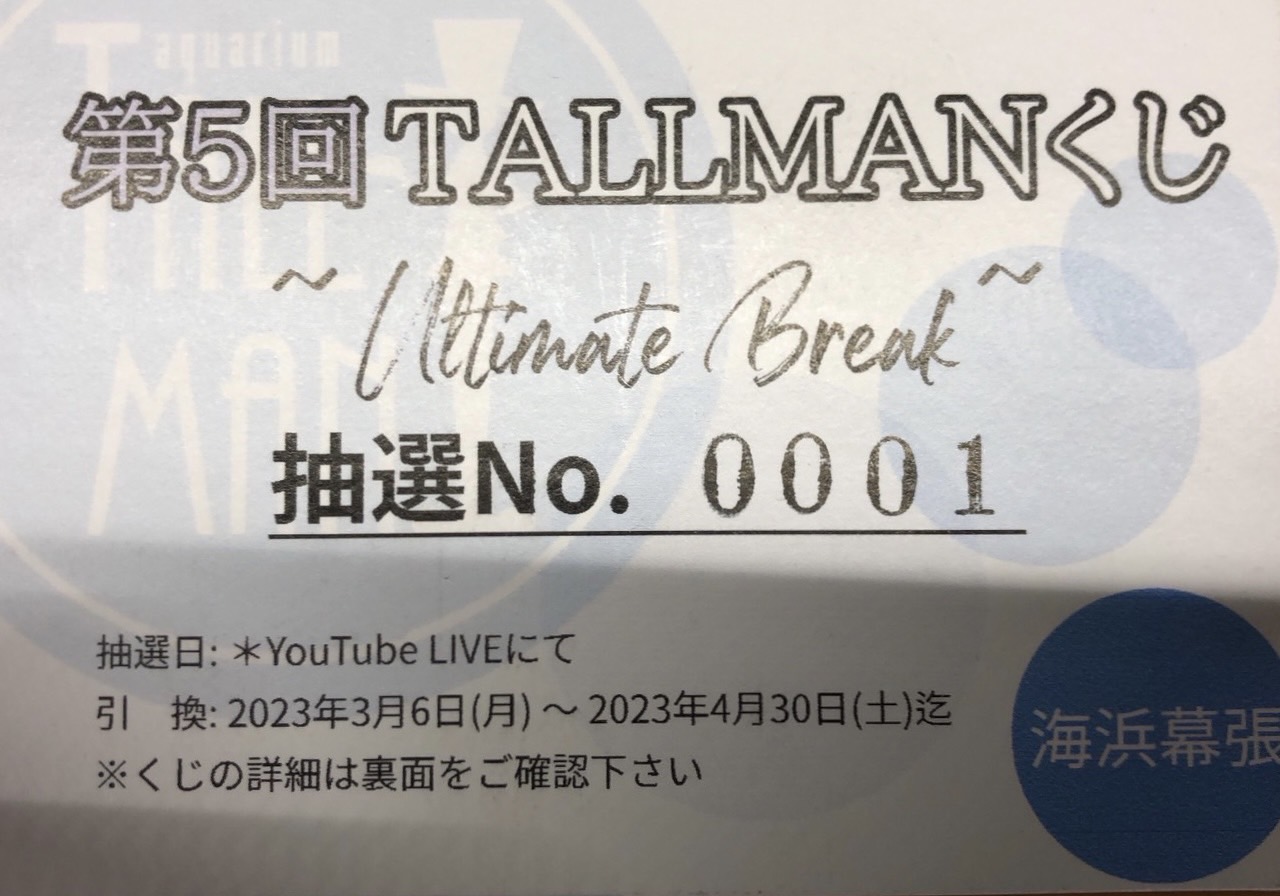 aquarium
TALL
MAN
第5回 TALLMANくじ
~ Ultimate Break ~
抽選No. 0001
抽選日: ＊YouTube LIVEにて
引　換: 2023年3月6日(月) ～ 2023年4月30日(土)迄
※くじの詳細は裏面をご確認下さい
海浜幕張